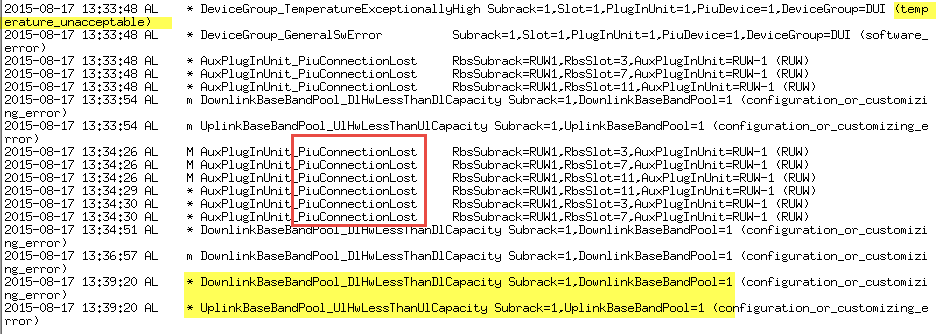 2015-08-17 13:33:48 AL    * DeviceGroup_TemperatureExceptionallyHigh Subrack=1,Slot=1,PlugInUnit=1,PiuDevice=1,DeviceGroup=DUI (temp
erature_unacceptable)
2015-08-17 13:33:48 AL    * DeviceGroup_GeneralSwError         Subrack=1,Slot=1,PlugInUnit=1,PiuDevice=1,DeviceGroup=DUI (software_
error)
2015-08-17 13:33:48 AL    * AuxPlugInUnit_PiuConnectionLost     RbsSubrack=RUW1,RbsSlot=3,AuxPlugInUnit=RUW-1 (RUW)
2015-08-17 13:33:48 AL    * AuxPlugInUnit_PiuConnectionLost     RbsSubrack=RUW1,RbsSlot=7,AuxPlugInUnit=RUW-1 (RUW)
2015-08-17 13:33:48 AL    * AuxPlugInUnit_PiuConnectionLost     RbsSubrack=RUW1,RbsSlot=11,AuxPlugInUnit=RUW-1 (RUW)
2015-08-17 13:33:54 AL    m DownlinkBaseBandPool_DlHwLessThanDlCapacity Subrack=1,DownlinkBaseBandPool=1 (configuration_or_customizi
ng_error)
2015-08-17 13:33:54 AL    m UplinkBaseBandPool_UlHwLessThanUlCapacity Subrack=1,UplinkBaseBandPool=1 (configuration_or_customizing_e
rror)
2015-08-17 13:34:26 AL    M AuxPlugInUnit_PiuConnectionLost     RbsSubrack=RUW1,RbsSlot=3,AuxPlugInUnit=RUW-1 (RUW)
2015-08-17 13:34:26 AL    M AuxPlugInUnit_PiuConnectionLost     RbsSubrack=RUW1,RbsSlot=7,AuxPlugInUnit=RUW-1 (RUW)
2015-08-17 13:34:26 AL    M AuxPlugInUnit_PiuConnectionLost     RbsSubrack=RUW1,RbsSlot=11,AuxPlugInUnit=RUW-1 (RUW)
2015-08-17 13:34:29 AL    * AuxPlugInUnit_PiuConnectionLost     RbsSubrack=RUW1,RbsSlot=11,AuxPlugInUnit=RUW-1 (RUW)
2015-08-17 13:34:30 AL    * AuxPlugInUnit_PiuConnectionLost     RbsSubrack=RUW1,RbsSlot=3,AuxPlugInUnit=RUW-1 (RUW)
2015-08-17 13:34:30 AL    * AuxPlugInUnit_PiuConnectionLost     RbsSubrack=RUW1,RbsSlot=7,AuxPlugInUnit=RUW-1 (RUW)
2015-08-17 13:34:51 AL    * DownlinkBaseBandPool_DlHwLessThanDlCapacity Subrack=1,DownlinkBaseBandPool=1 (configuration_or_customizi
ng_error)
2015-08-17 13:36:57 AL    m DownlinkBaseBandPool_DlHwLessThanDlCapacity Subrack=1,DownlinkBaseBandPool=1 (configuration_or_customizi
ng_error)
2015-08-17 13:39:20 AL    * DownlinkBaseBandPool_DlHwLessThanDlCapacity Subrack=1,DownlinkBaseBandPool=1 (configuration_or_customizi
ng_error)
2015-08-17 13:39:20 AL    * UplinkBaseBandPool_UlHwLessThanUlCapacity Subrack=1,UplinkBaseBandPool=1 (configuration_or_customizing_e
rror)